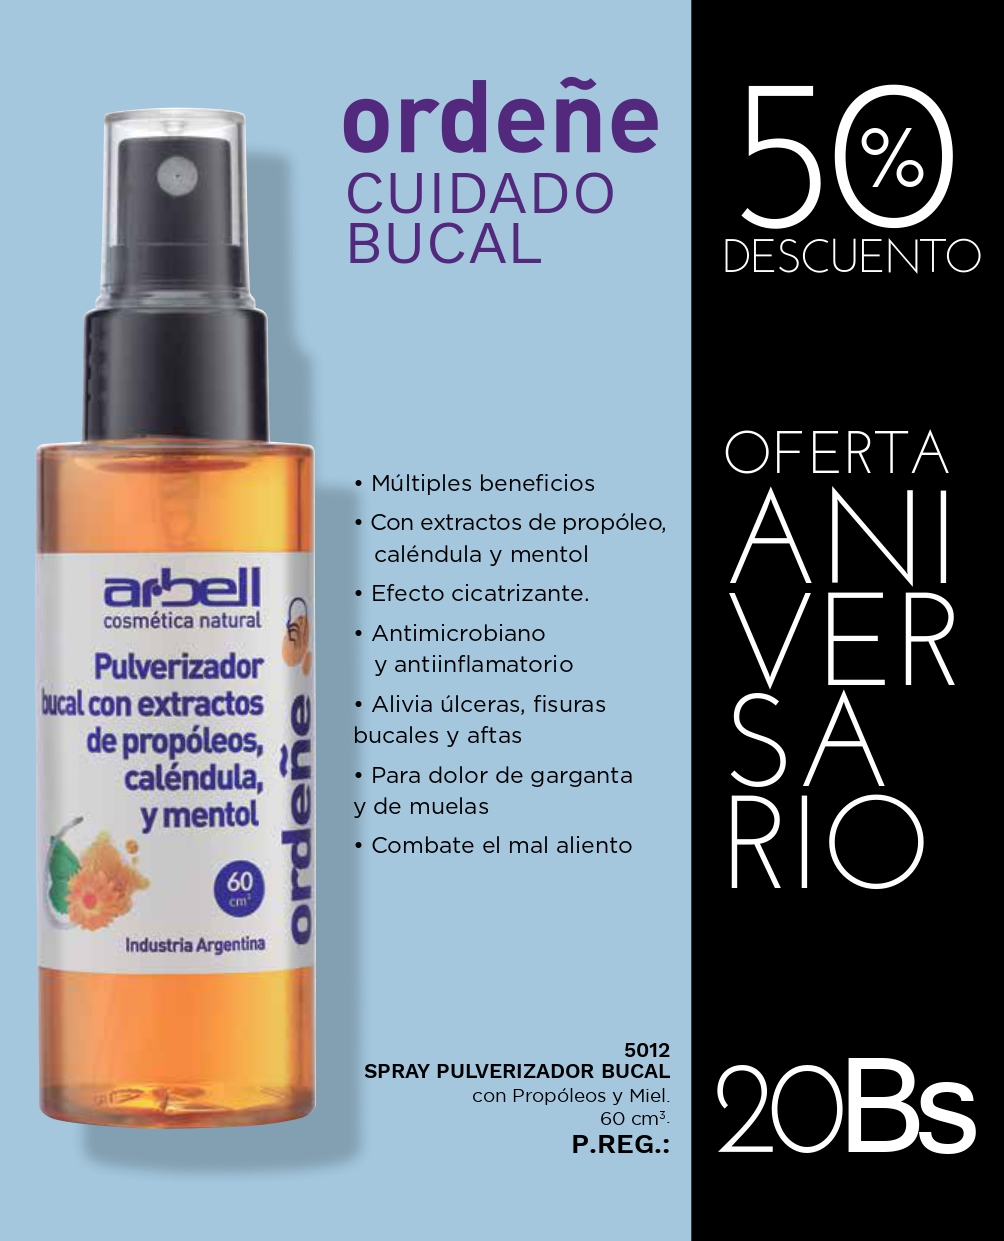 ordeñe
CUIDADO
BUCAL
50%
DESCUENTO
OFERTA
ANI
VER
SA
RIO
• Múltiples beneficios
• Con extractos de propóleo,
caléndula y mentol
• Efecto cicatrizante.
• Antimicrobiano
y antiinflamatorio
• Alivia úlceras, fisuras
bucales y aftas
• Para dolor de garganta
y de muelas
• Combate el mal aliento
arbell
cosmética natural
Pulverizador
bucal con extractos
de propóleos,
caléndula,
y mentol
60
cm³
Industria Argentina
ordeñe
5012
SPRAY PULVERIZADOR BUCAL
con Propóleos y Miel.
60 cm³.
P.REG.:
20Bs